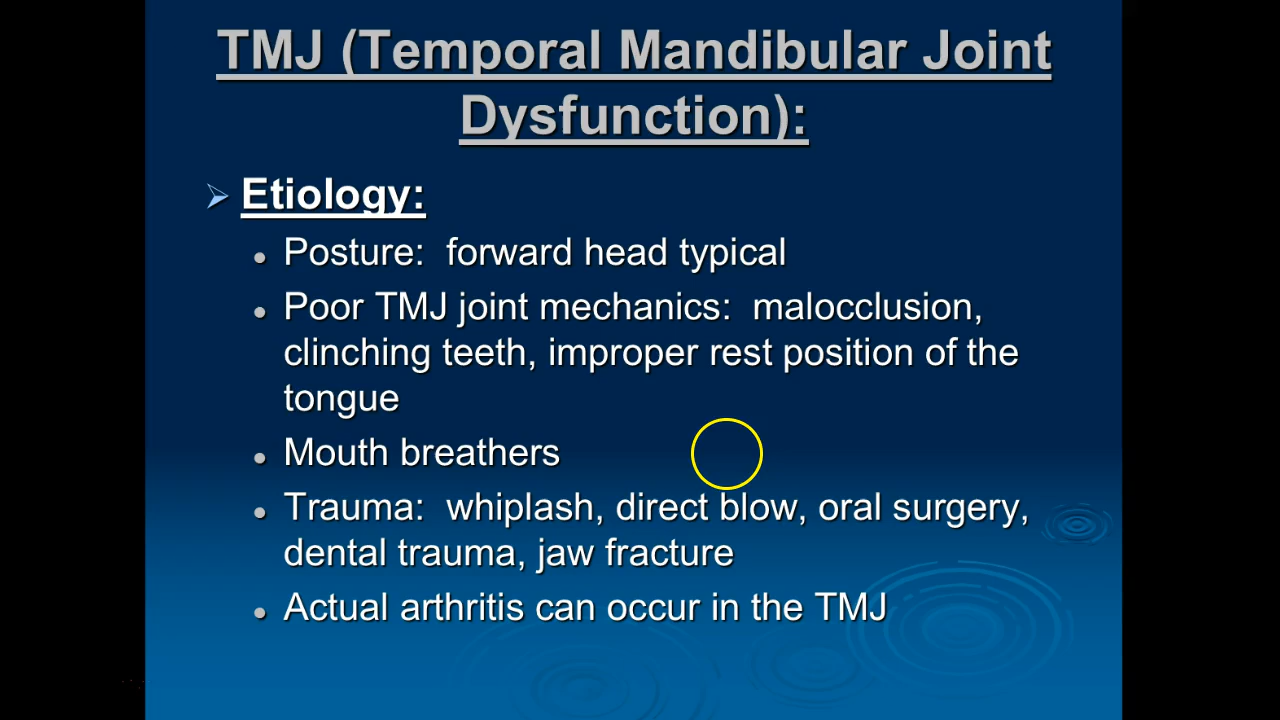 TMJ (Temporal Mandibular Joint
Dysfunction):
Etiology:
Posture:  forward head typical
Poor TMJ joint mechanics:  malocclusion,
clinching teeth, improper rest position of the
tongue
Mouth breathers
Trauma:  whiplash, direct blow, oral surgery,
dental trauma, jaw fracture
Actual arthritis can occur in the TMJ